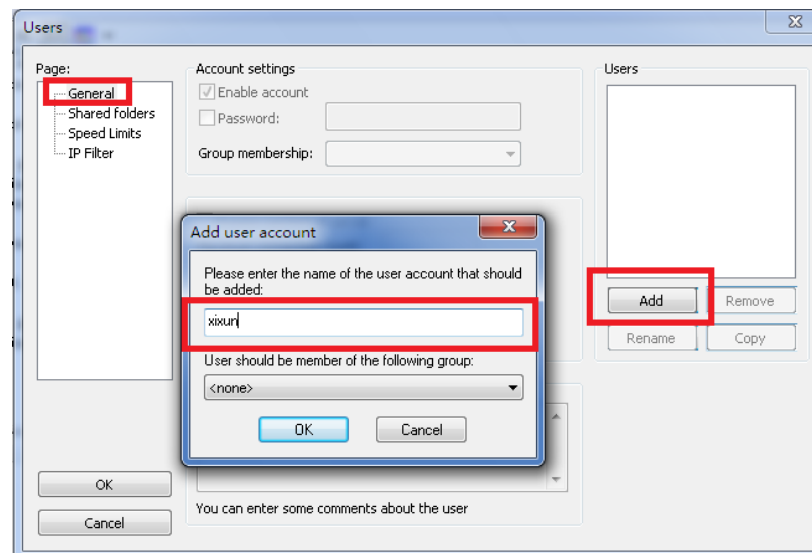 Users
Page:
General
Shared folders
Speed Limits
IP Filter
Account settings
Enable account
Password:
Group membership:
Users
Add
Remove
Rename
Copy
Add user account
Please enter the name of the user account that should
be added:
xixun
User should be member of the following group:
<none>
OK
Cancel
You can enter some comments about the user
OK
Cancel